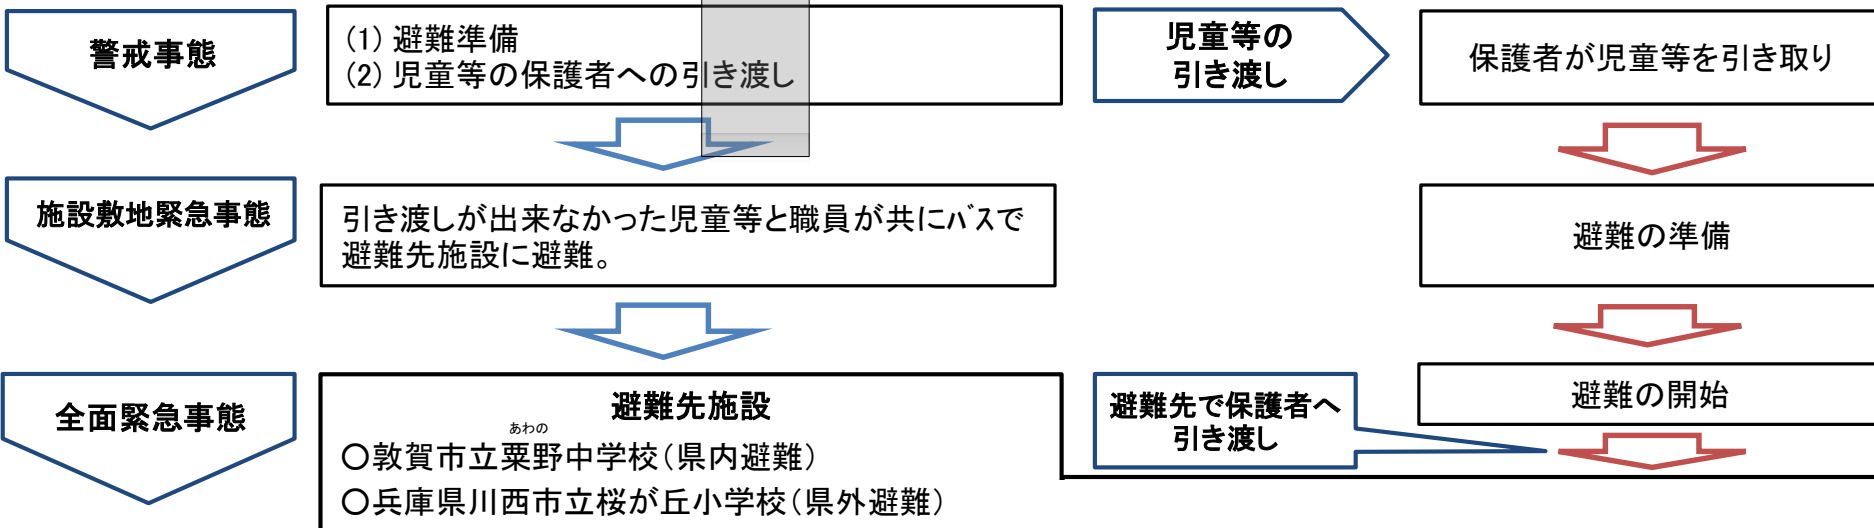 警戒事態
(1) 避難準備
(2) 児童等の保護者への引き渡し
児童等の
引き渡し
保護者が児童等を引き取り
施設敷地緊急事態
引き渡しが出来なかった児童等と職員が共にバスで
避難先施設に避難。
避難の準備
全面緊急事態
避難先施設
あわの
○敦賀市立粟野中学校(県内避難)
○兵庫県川西市立桜が丘小学校(県外避難)
避難先で保護者へ
引き渡し
避難の開始